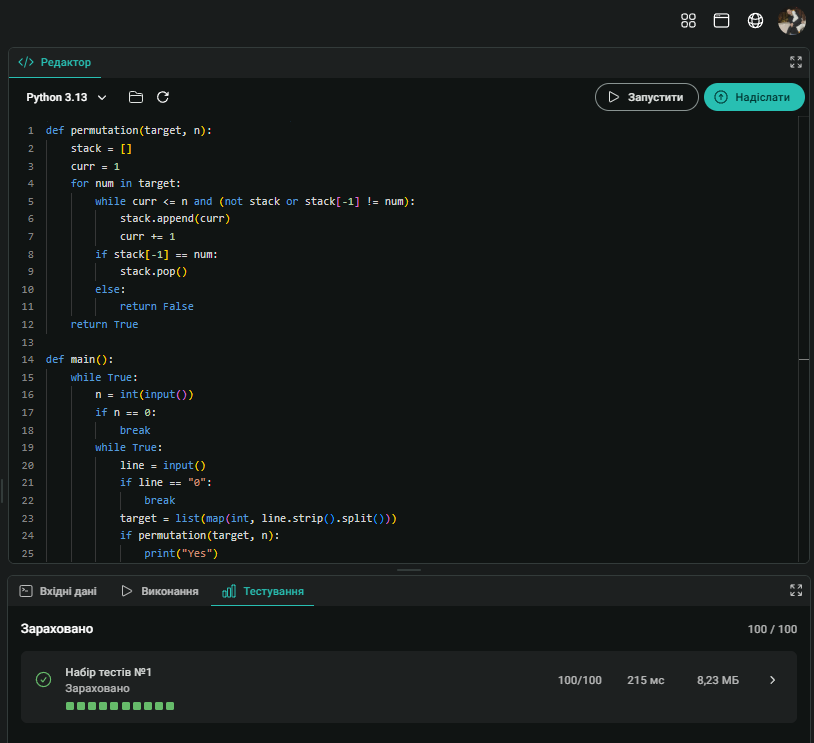 </> Редактор
Python 3.13
Запустити
Надіслати
1 def permutation(target, n):
2     stack = []
3     curr = 1
4     for num in target:
5         while curr <= n and (not stack or stack[-1] != num):
6             stack.append(curr)
7             curr += 1
8         if stack[-1] == num:
9             stack.pop()
10         else:
11             return False
12     return True
13
14 def main():
15     while True:
16         n = int(input())
17         if n == 0:
18             break
19         while True:
20             line = input()
21             if line == "0":
22                 break
23             target = list(map(int, line.strip().split()))
24             if permutation(target, n):
25                 print("Yes")
Вхідні дані
Виконання
Тестування
Зараховано
100 / 100
Набір тестів №1
Зараховано
100/100
215 мс
8,23 МБ